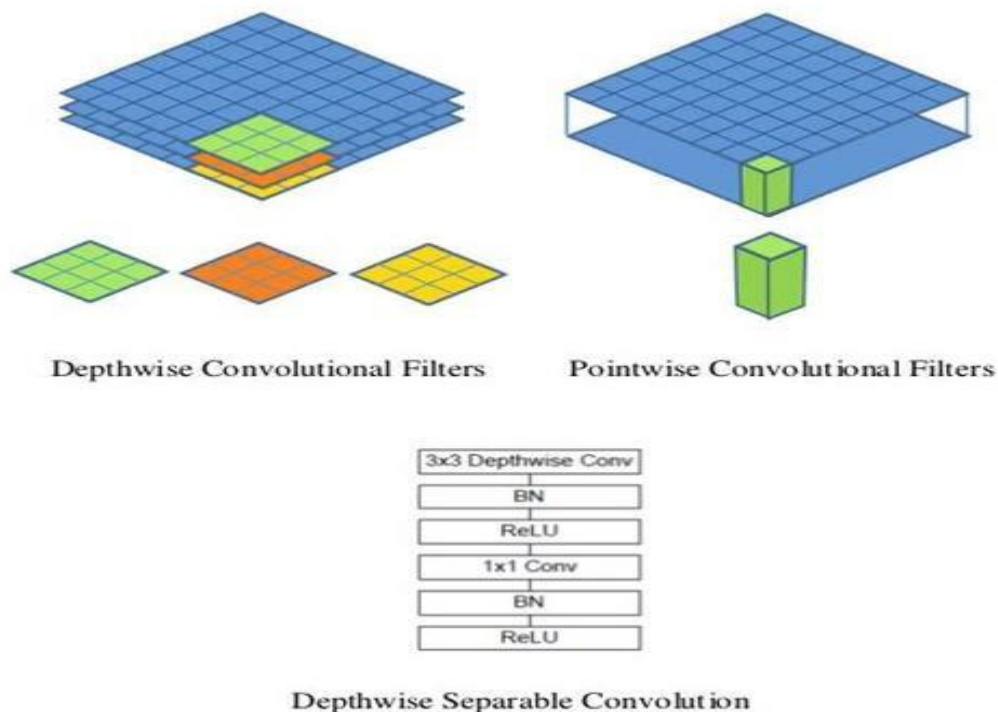 Depthwise Convolutional Filters
Pointwise Convolutional Filters
3x3 Depthwise Conv
BN
ReLU
1x1 Conv
BN
ReLU
Depthwise Separable Convolution